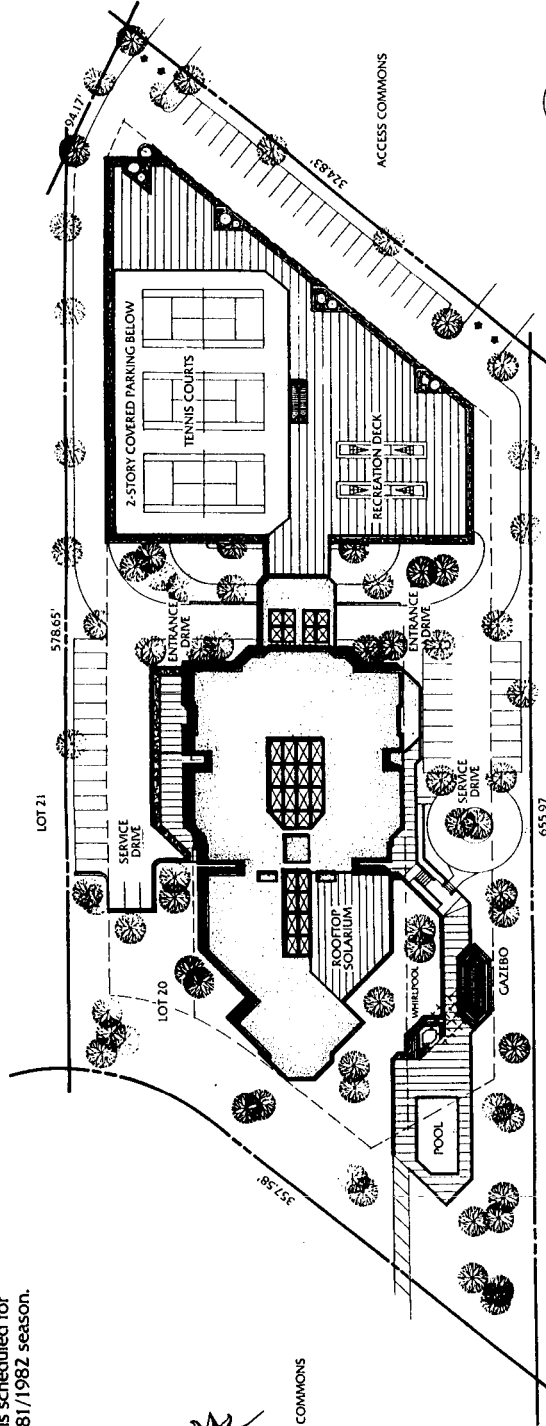 is scheduled for
81/1982 season.
COMMONS
LOT 21
578.65'
94.17'
324.83'
ACCESS COMMONS
2-STORY COVERED PARKING BELOW
TENNIS COURTS
RECREATION DECK
ENTRANCE
DRIVE
ENTRANCE
DRIVE
SERVICE
DRIVE
SERVICE
DRIVE
LOT 20
ROOFTOP
SOLARIUM
WHIRLPOOL
GAZEBO
POOL
357.58'
655.97